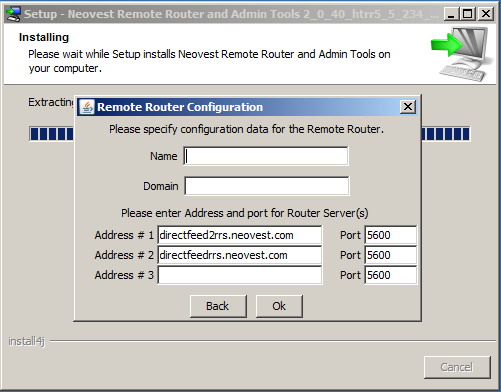 Setup - Neovest Remote Router and Admin Tools 2_0_40_htrr5_5_234_...
Installing
Please wait while Setup installs Neovest Remote Router and Admin Tools on
your computer.
Extracting
Remote Router Configuration
Please specify configuration data for the Remote Router.
Name
Domain
Please enter Address and port for Router Server(s)
Address # 1 directfeed2rrs.neovest.com Port 5600
Address # 2 directfeedrrs.neovest.com Port 5600
Address # 3 Port 5600
Back Ok
install4j
Cancel